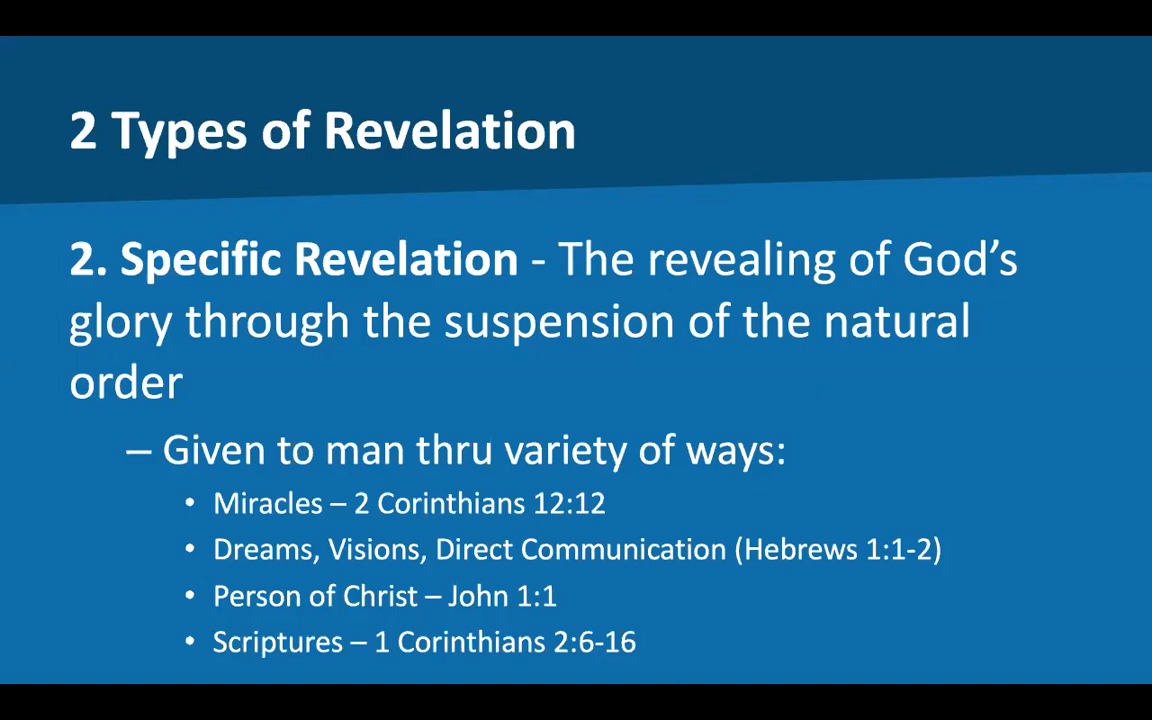 2 Types of Revelation
2. Specific Revelation - The revealing of God’s
glory through the suspension of the natural
order
– Given to man thru variety of ways:
• Miracles – 2 Corinthians 12:12
• Dreams, Visions, Direct Communication (Hebrews 1:1-2)
• Person of Christ – John 1:1
• Scriptures – 1 Corinthians 2:6-16